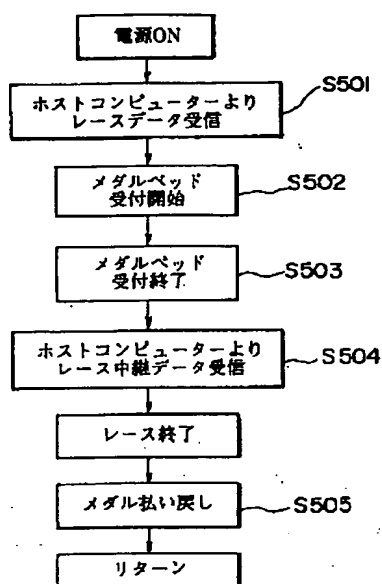 電源ON
ホストコンピューターより
レースデータ受信
S501
メダルベッド
受付開始
S502
メダルベッド
受付終了
S503
ホストコンピューターより
レース中継データ受信
S504
レース終了
メダル払い戻し
S505
リターン